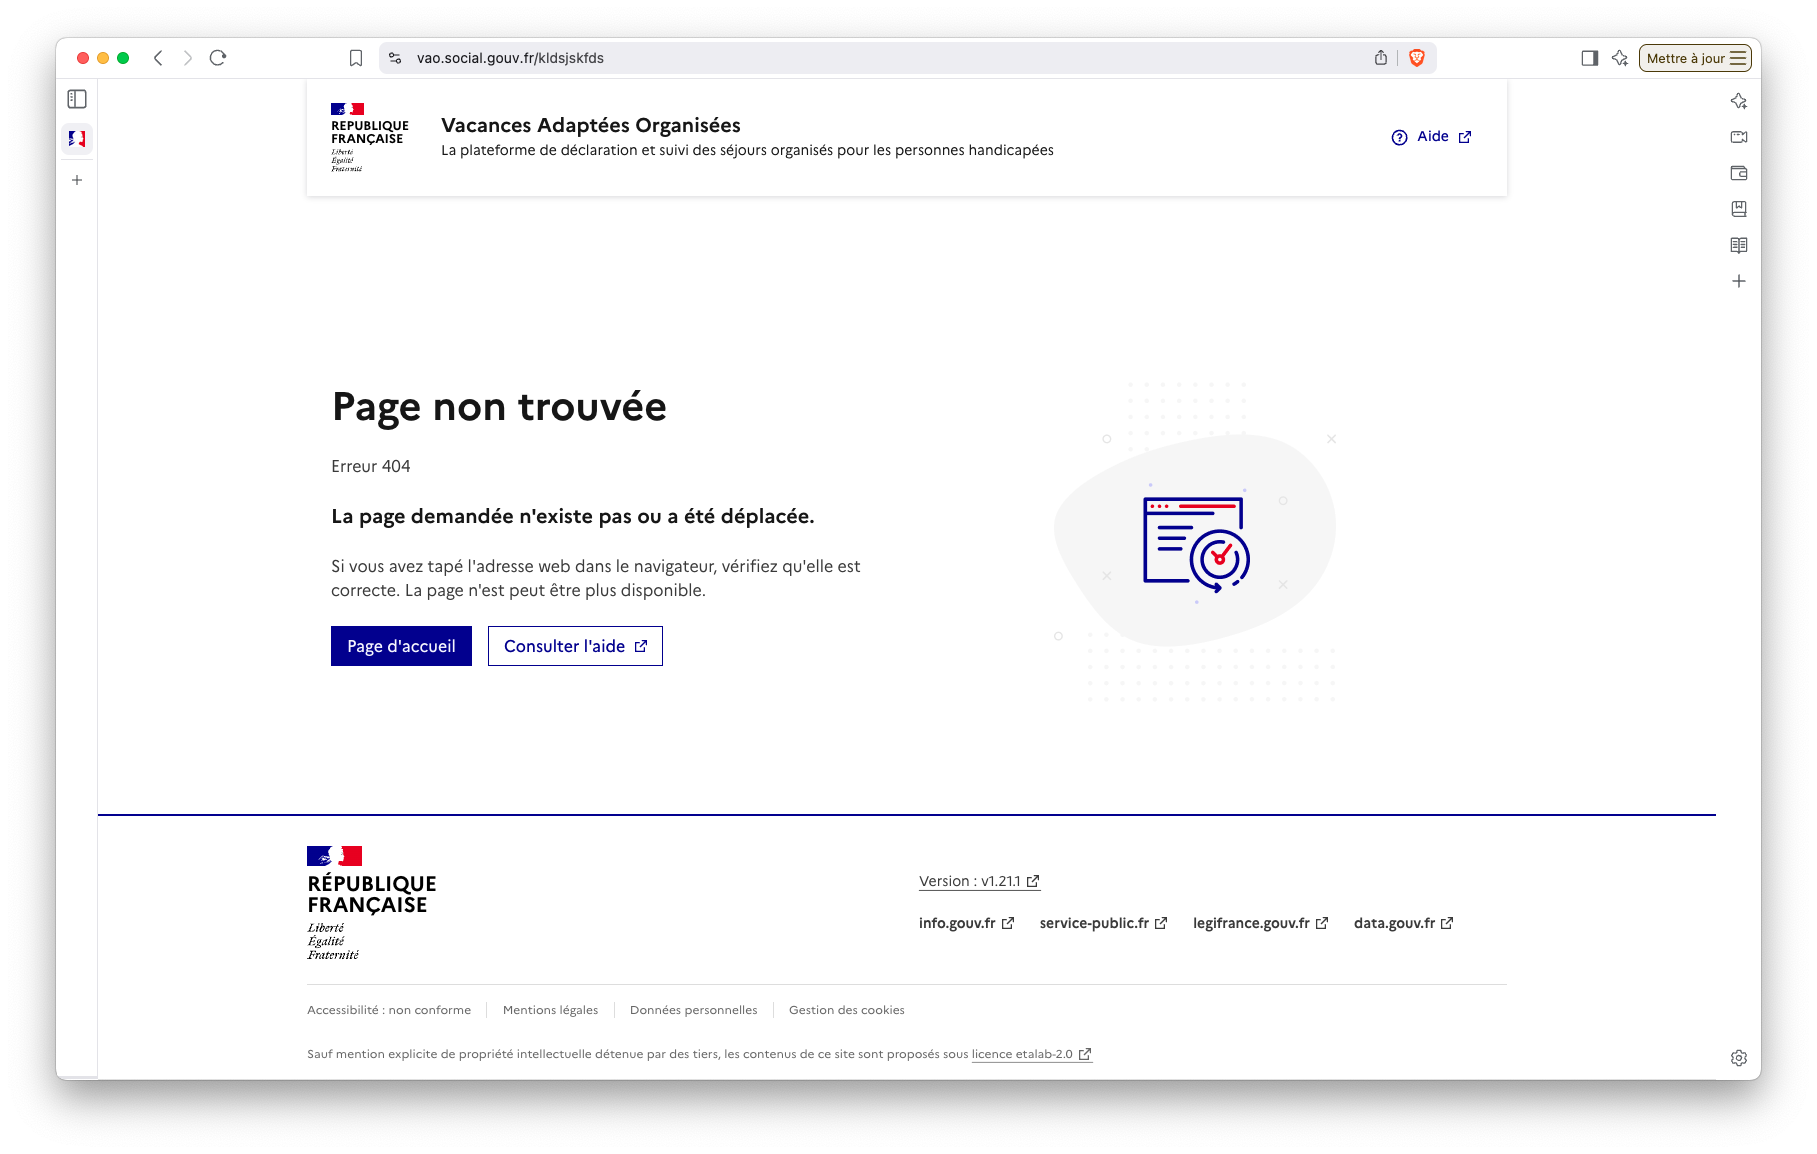 vao.social.gouv.fr/kldsjskfds
Mettre à jour
RÉPUBLIQUE
FRANÇAISE
Liberté
Égalité
Fraternité
Vacances Adaptées Organisées
La plateforme de déclaration et suivi des séjours organisés pour les personnes handicapées
Aide
Page non trouvée
Erreur 404
La page demandée n'existe pas ou a été déplacée.
Si vous avez tapé l'adresse web dans le navigateur, vérifiez qu'elle est
correcte. La page n'est peut être plus disponible.
Page d'accueil
Consulter l'aide
RÉPUBLIQUE
FRANÇAISE
Liberté
Égalité
Fraternité
Version : v1.21.1
info.gouv.fr service-public.fr legifrance.gouv.fr data.gouv.fr
Accessibilité : non conforme Mentions légales Données personnelles Gestion des cookies
Sauf mention explicite de propriété intellectuelle détenue par des tiers, les contenus de ce site sont proposés sous licence etalab-2.0